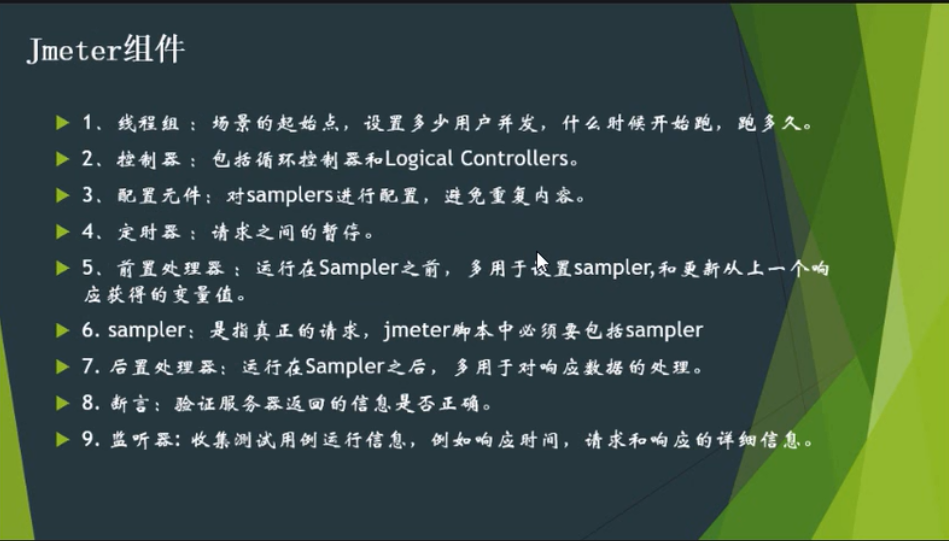 Jmeter组件
1、线程组：场景的起始点，设置多少用户并发，什么时候开始跑，跑多久。
2、控制器：包括循环控制器和Logical Controllers。
3、配置元件：对samplers进行配置，避免重复内容。
4、定时器：请求之间的暂停。
5、前置处理器：运行在Sampler之前，多用于设置sampler,和更新从上一个响
应获得的变量值。
6. sampler：是指真正的请求，jmeter脚本中必须要包括sampler
7. 后置处理器：运行在Sampler之后，多用于对响应数据的处理。
8. 断言：验证服务器返回的信息是否正确。
9. 监听器: 收集测试用例运行信息，例如响应时间，请求和响应的详细信息。